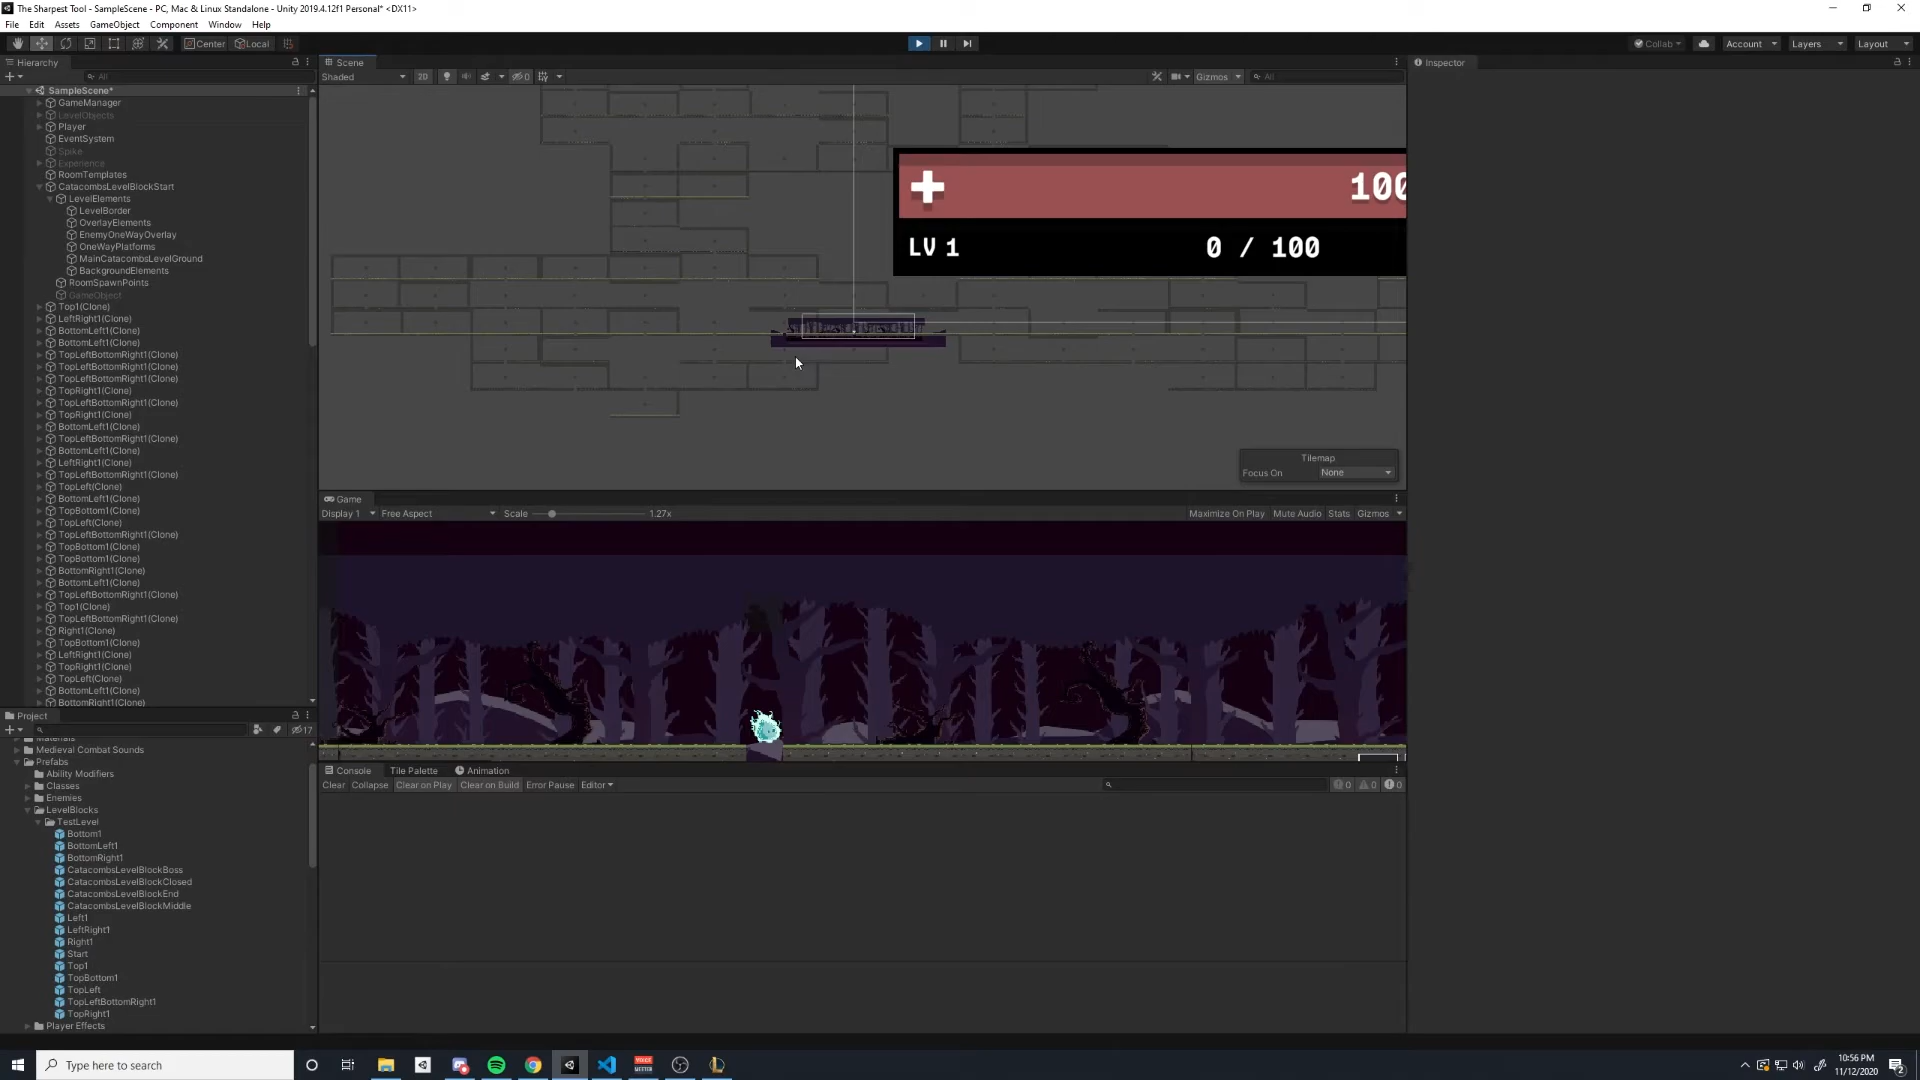 The Sharpest Tool - SampleScene - PC, Mac & Linux Standalone - Unity 2019.4.12f1 Personal* <DX11>
File Edit Assets GameObject Component Window Help
Center Local
Collab Account Layers Layout
Hierarchy
All
SampleScene*
GameManager
LevelObjects
Player
EventSystem
Spike
Experience
RoomTemplates
CatacombsLevelBlockStart
LevelElements
LevelBorder
OverlayElements
EnemyOneWayOverlay
OneWayPlatforms
MainCatacombsLevelGround
BackgroundElements
RoomSpawnPoints
GameObject
Top1(Clone)
LeftRight1(Clone)
BottomLeft1(Clone)
BottomLeft1(Clone)
TopLeftBottomRight1(Clone)
TopLeftBottomRight1(Clone)
TopLeftBottomRight1(Clone)
TopRight1(Clone)
TopLeftBottomRight1(Clone)
TopRight1(Clone)
BottomLeft1(Clone)
TopLeftBottomRight1(Clone)
BottomLeft1(Clone)
LeftRight1(Clone)
TopLeftBottomRight1(Clone)
TopLeft(Clone)
BottomLeft1(Clone)
TopBottom1(Clone)
TopLeft(Clone)
TopLeftBottomRight1(Clone)
TopBottom1(Clone)
TopBottom1(Clone)
BottomRight1(Clone)
BottomLeft1(Clone)
TopLeftBottomRight1(Clone)
Top1(Clone)
TopLeftBottomRight1(Clone)
Right1(Clone)
TopBottom1(Clone)
LeftRight1(Clone)
TopRight1(Clone)
TopLeft(Clone)
BottomLeft1(Clone)
BottomRight1(Clone)
Scene
Shaded 2D 0 Gizmos All
100
LV 1 0 / 100
Tilemap
Focus On None
Game
Display 1 Free Aspect Scale 1.27x Maximize On Play Mute Audio Stats Gizmos
Inspector
Project
17
Materials
Medieval Combat Sounds
Prefabs
Ability Modifiers
Classes
Enemies
LevelBlocks
TestLevel
Bottom1
BottomLeft1
BottomRight1
CatacombsLevelBlockBoss
CatacombsLevelBlockClosed
CatacombsLevelBlockEnd
CatacombsLevelBlockMiddle
Left1
LeftRight1
Right1
Start
Top1
TopBottom1
TopLeft
TopLeftBottomRight1
TopRight1
Player Effects
Console Tile Palette Animation
Clear Collapse Clear on Play Clear on Build Error Pause Editor 0 0 0
Type here to search
10:56 PM
11/12/2020
2